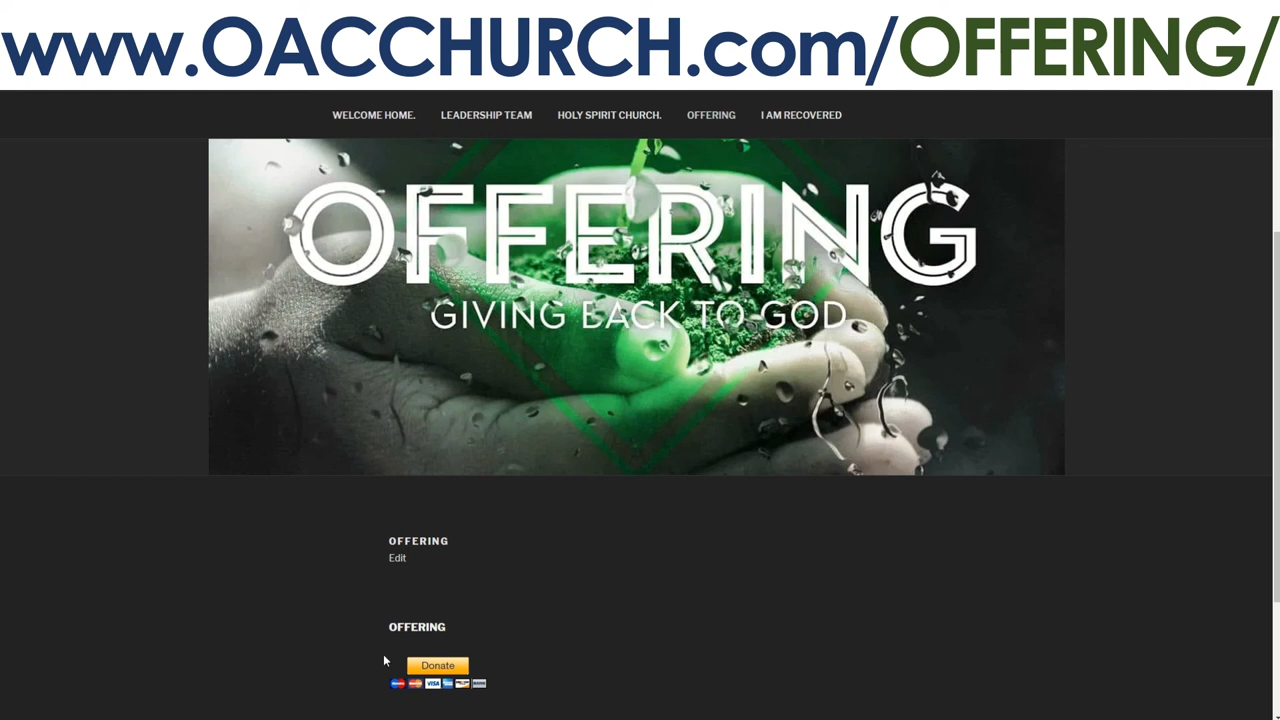 www.OACCHURCH.com/OFFERING/
WELCOME HOME. LEADERSHIP TEAM HOLY SPIRIT CHURCH. OFFERING I AM RECOVERED
OFFERING
GIVING BACK TO GOD
OFFERING
Edit
OFFERING
Donate
VISA